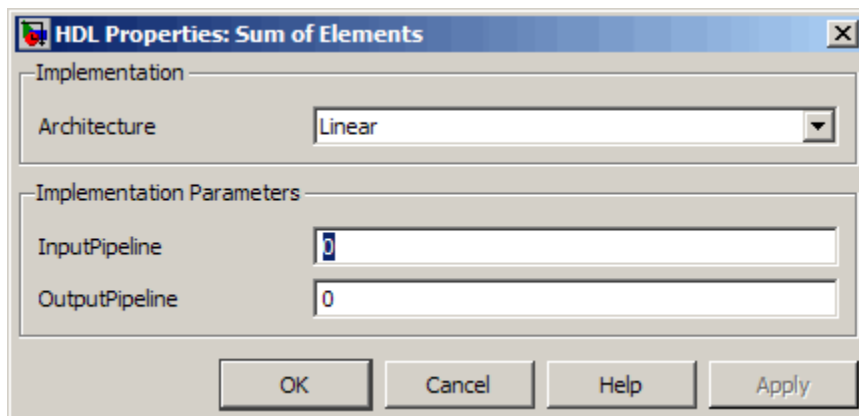 HDL Properties: Sum of Elements
Implementation
Architecture Linear
Implementation Parameters
InputPipeline 0
OutputPipeline 0
OK Cancel Help Apply